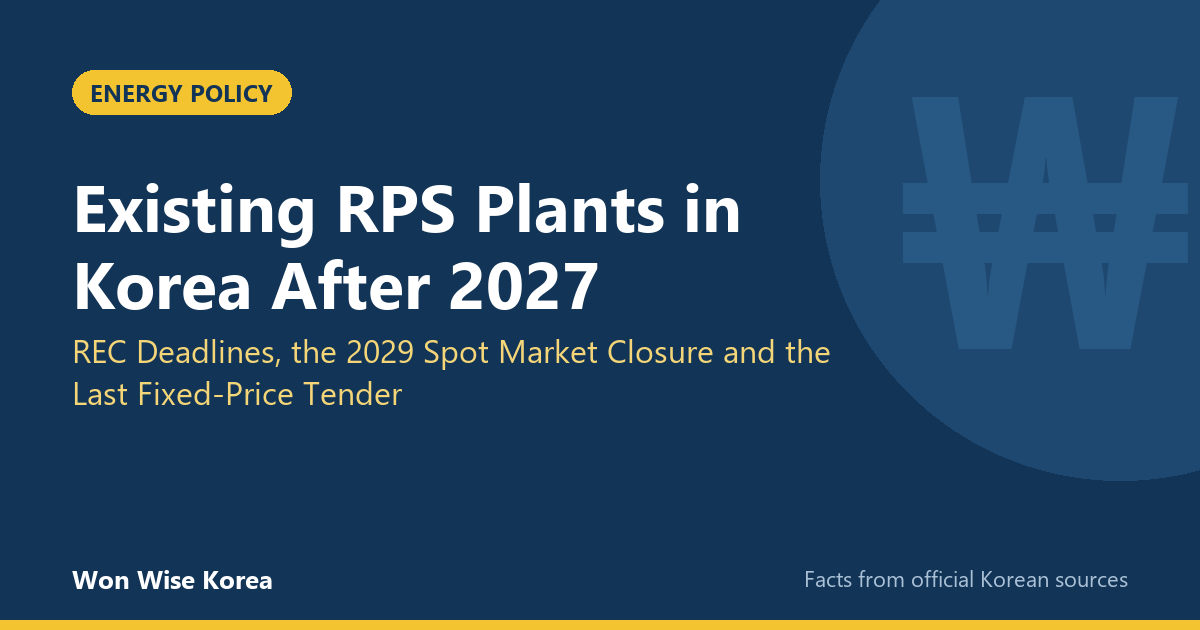 ENERGY POLICY
Existing RPS Plants in
Korea After 2027
REC Deadlines, the 2029 Spot Market Closure and the
Last Fixed-Price Tender
₩
Won Wise Korea
Facts from official Korean sources